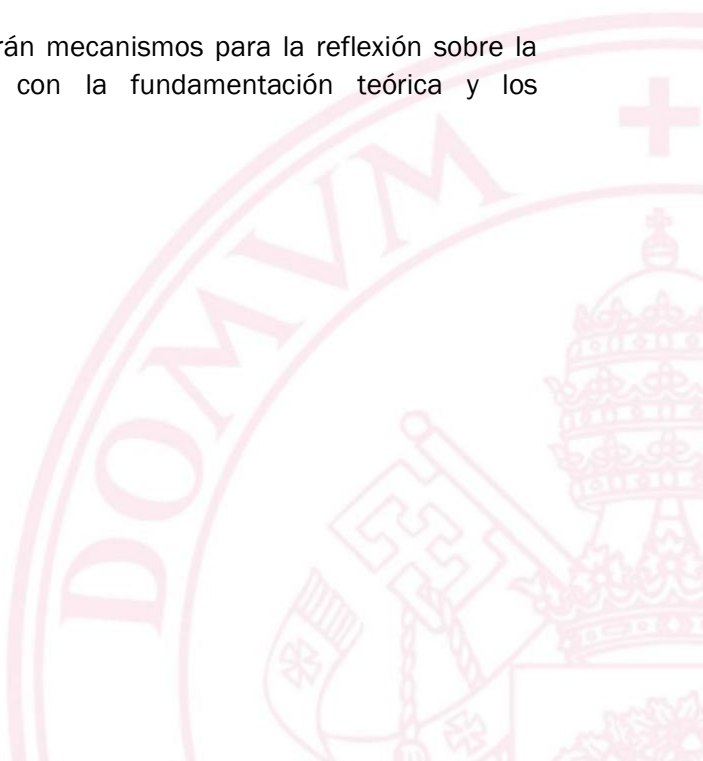 rán mecanismos para la reflexión sobre la
con la fundamentación teórica y los
DOMVM